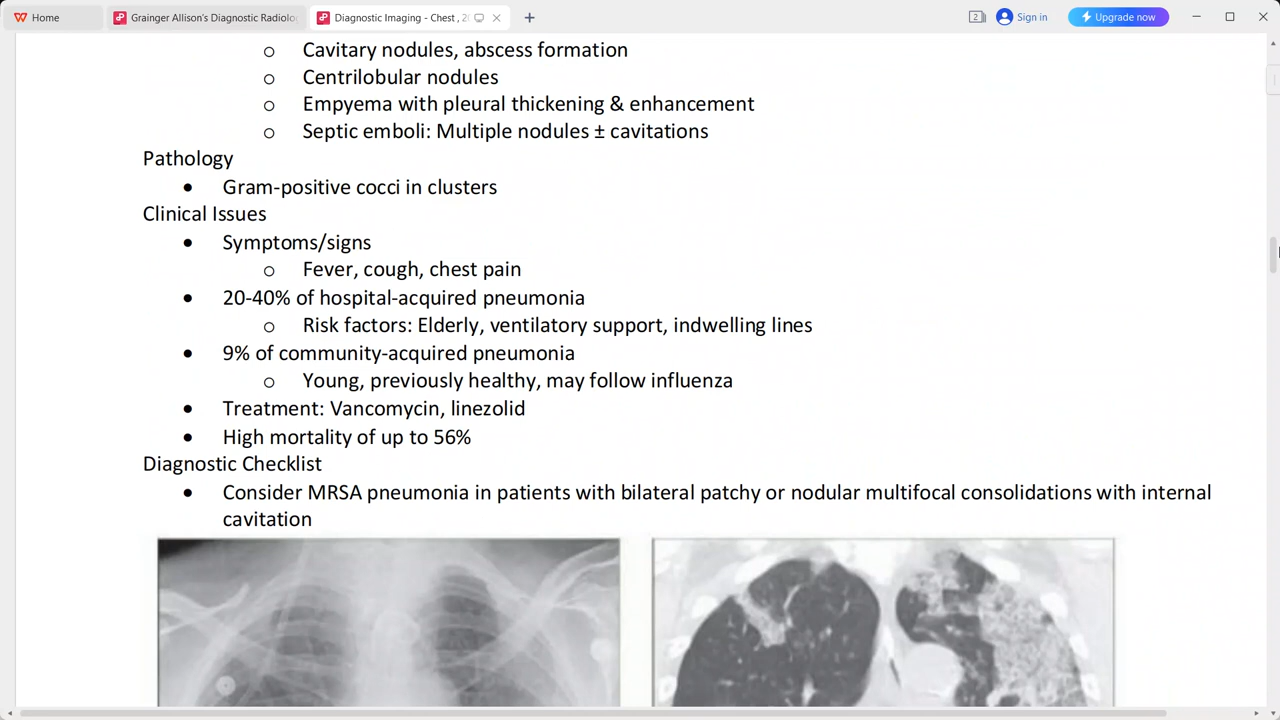 Home
Grainger Allison's Diagnostic Radiolo
Diagnostic Imaging - Chest , 2
2
Sign in
Upgrade now
o Cavitary nodules, abscess formation
o Centrilobular nodules
o Empyema with pleural thickening & enhancement
o Septic emboli: Multiple nodules ± cavitations
Pathology
• Gram-positive cocci in clusters
Clinical Issues
• Symptoms/signs
o Fever, cough, chest pain
• 20-40% of hospital-acquired pneumonia
o Risk factors: Elderly, ventilatory support, indwelling lines
• 9% of community-acquired pneumonia
o Young, previously healthy, may follow influenza
• Treatment: Vancomycin, linezolid
• High mortality of up to 56%
Diagnostic Checklist
• Consider MRSA pneumonia in patients with bilateral patchy or nodular multifocal consolidations with internal
cavitation